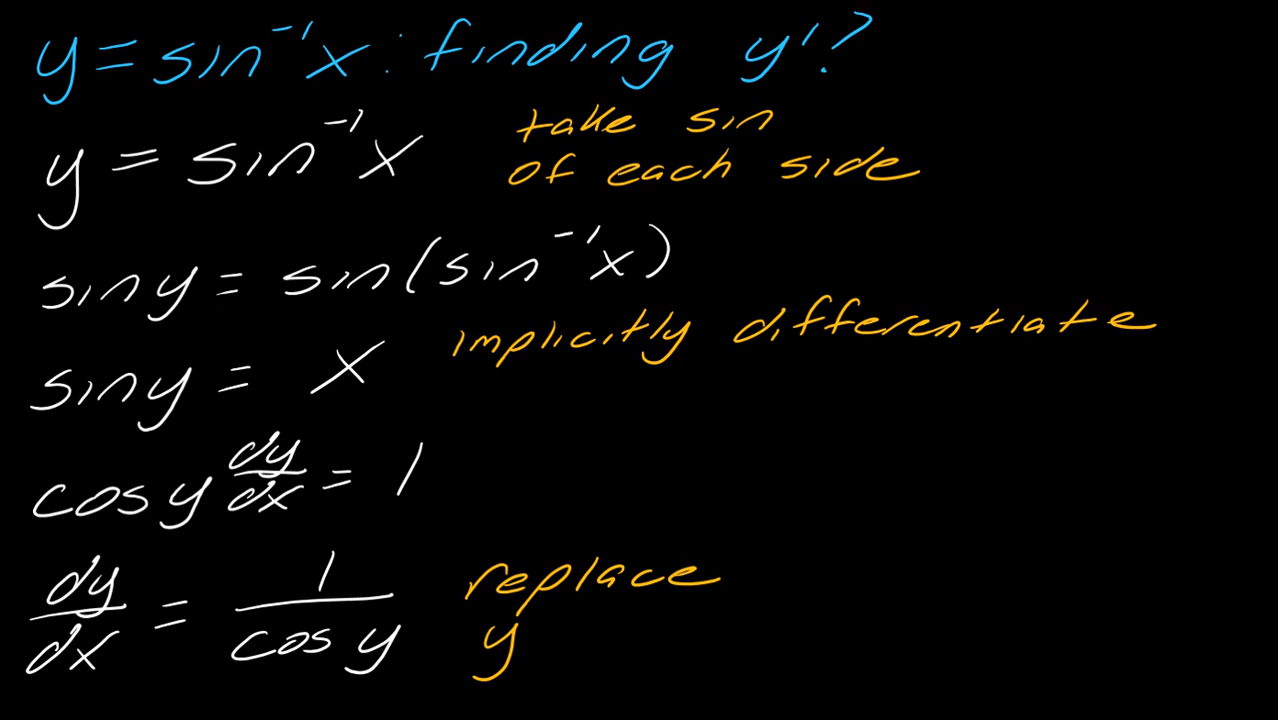 y = sin⁻¹x : finding y'?
y = sin⁻¹x
take sin
of each side
sin y = sin(sin⁻¹x)
sin y = x
implicitly differentiate
cos y dy/dx = 1
dy/dx = 1/cos y
replace
y